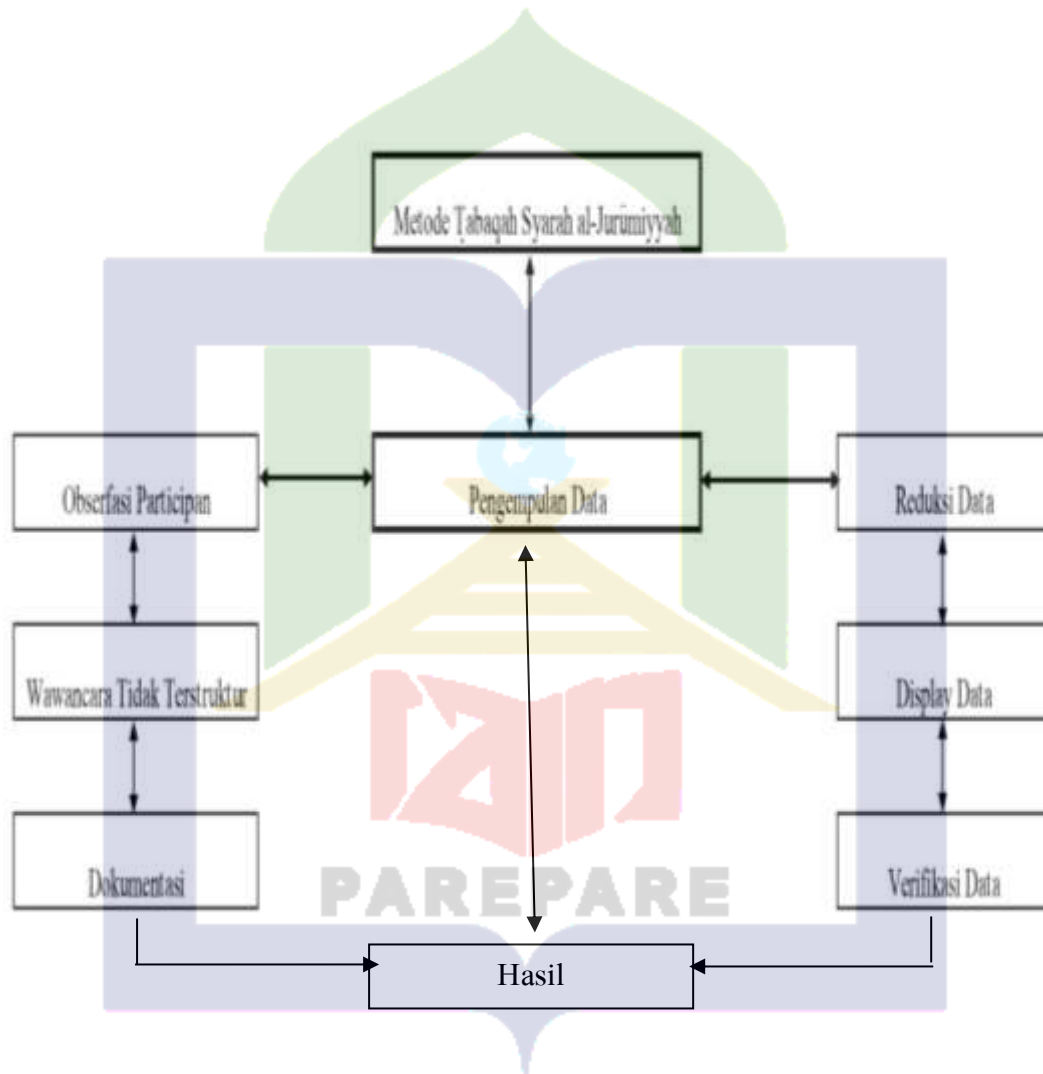 Metode Ṭabaqah Syarah al-Jurūmiyyah
Obserfasi Participan
Pengempulan Data
Reduksi Data
Wawancara Tidak Terstruktur
Display Data
Dokumentasi
Verifikasi Data
iain
PAREPARE
Hasil